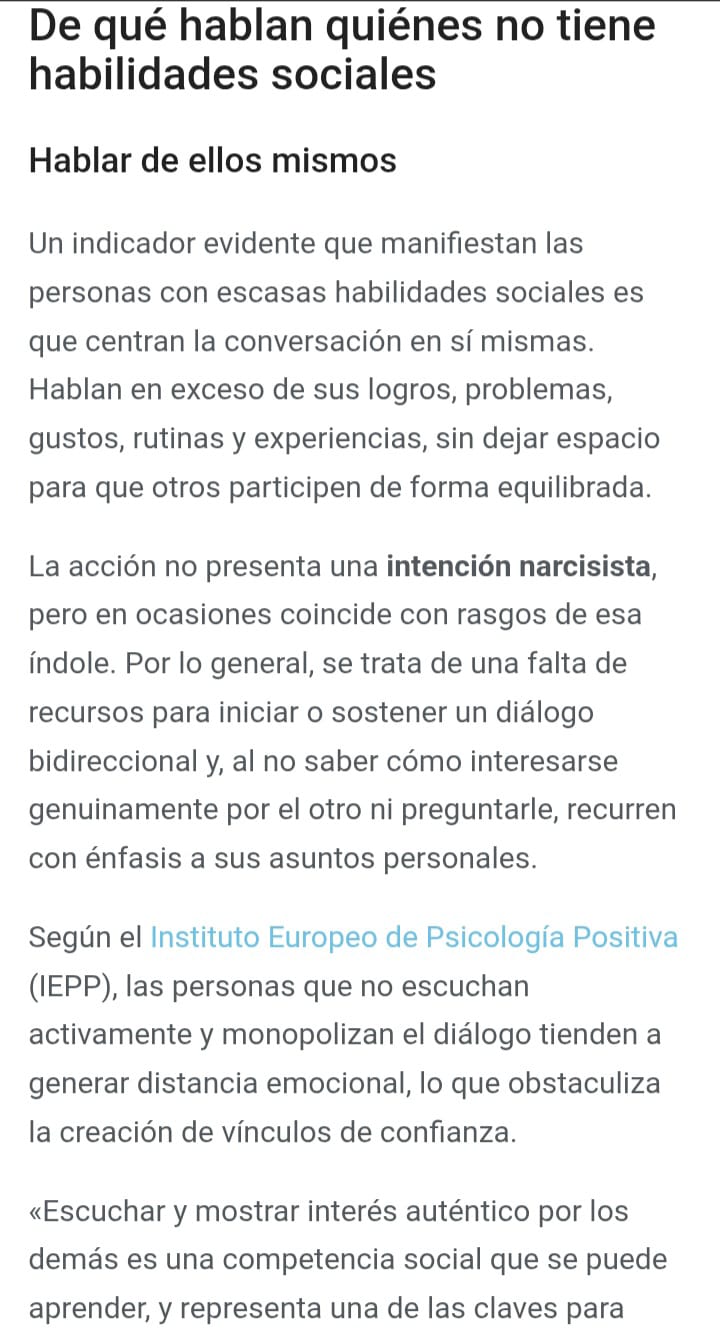 De qué hablan quiénes no tiene
habilidades sociales
Hablar de ellos mismos
Un indicador evidente que manifiestan las
personas con escasas habilidades sociales es
que centran la conversación en sí mismas.
Hablan en exceso de sus logros, problemas,
gustos, rutinas y experiencias, sin dejar espacio
para que otros participen de forma equilibrada.
La acción no presenta una intención narcisista,
pero en ocasiones coincide con rasgos de esa
índole. Por lo general, se trata de una falta de
recursos para iniciar o sostener un diálogo
bidireccional y, al no saber cómo interesarse
genuinamente por el otro ni preguntarle, recurren
con énfasis a sus asuntos personales.
Según el Instituto Europeo de Psicología Positiva
(IEPP), las personas que no escuchan
activamente y monopolizan el diálogo tienden a
generar distancia emocional, lo que obstaculiza
la creación de vínculos de confianza.
«Escuchar y mostrar interés auténtico por los
demás es una competencia social que se puede
aprender, y representa una de las claves para